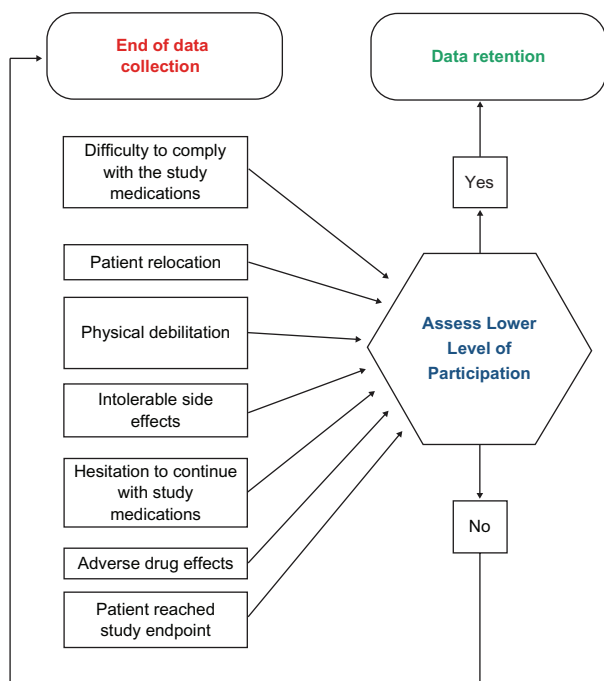 End of data
collection
Data retention
Difficulty to comply
with the study
medications
Yes
Patient relocation
Physical debilitation
Assess Lower
Level of
Participation
Intolerable side
effects
Hesitation to continue
with study
medications
No
Adverse drug effects
Patient reached
study endpoint